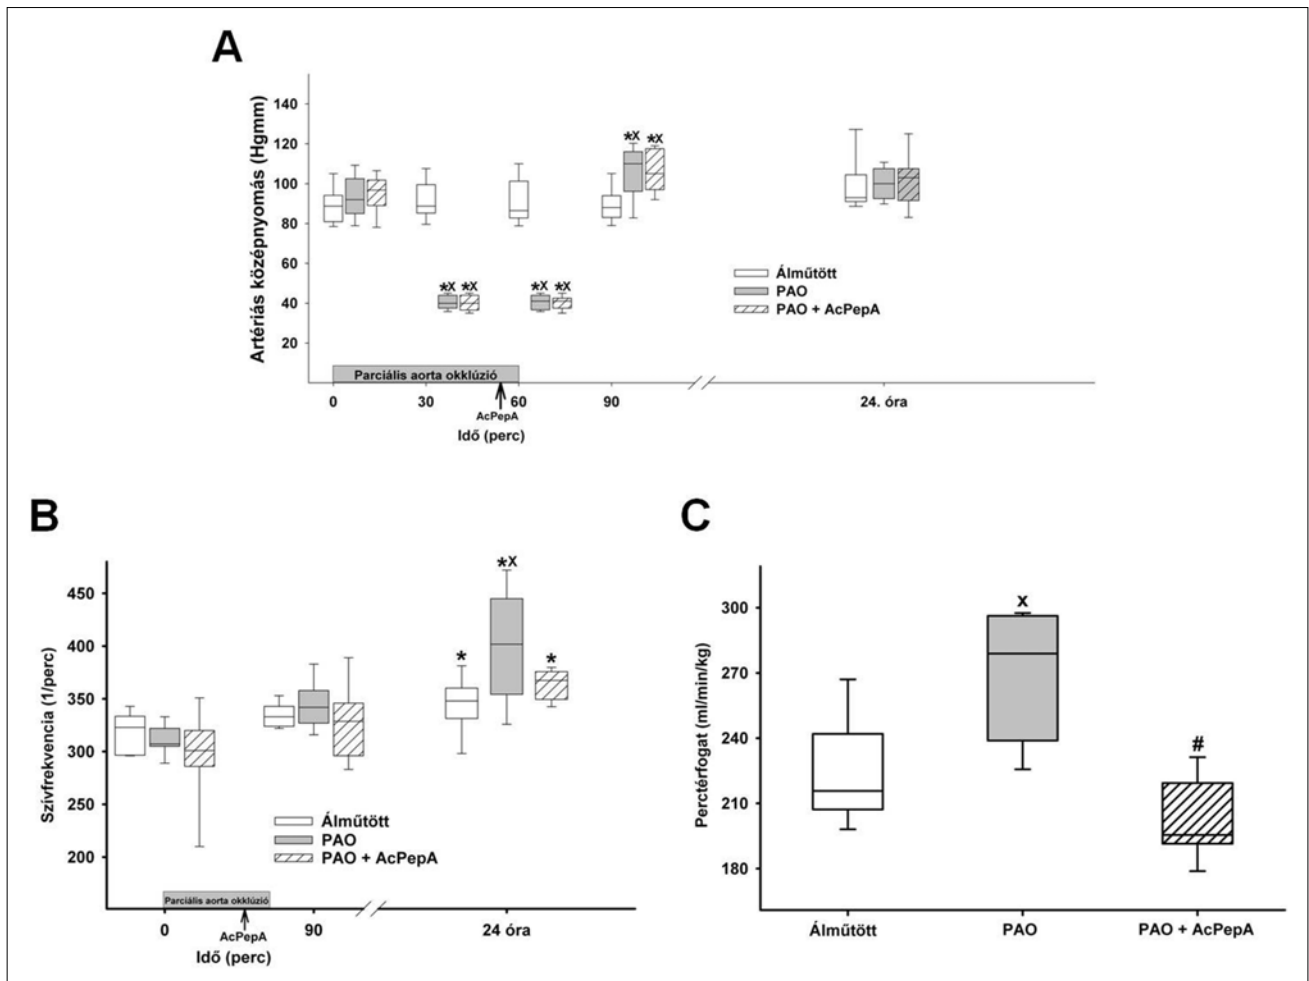 A
Artériás középnyomás (Hgmm)
140
120
100
80
60
40
20
*x *x
*x *x
*x *x
Álműtött
PAO
PAO + AcPepA
Parciális aorta okklúzió
0 30 60 90 24. óra
AcPepA
Idő (perc)
B
Szívfrekvencia (1/perc)
450
400
350
300
250
200
*x
* *
Álműtött
PAO
PAO + AcPepA
Parciális aorta okklúzió
0 90 24 óra
AcPepA
Idő (perc)
C
Perctérfogat (ml/min/kg)
300
270
240
210
180
x
#
Álműtött PAO PAO + AcPepA